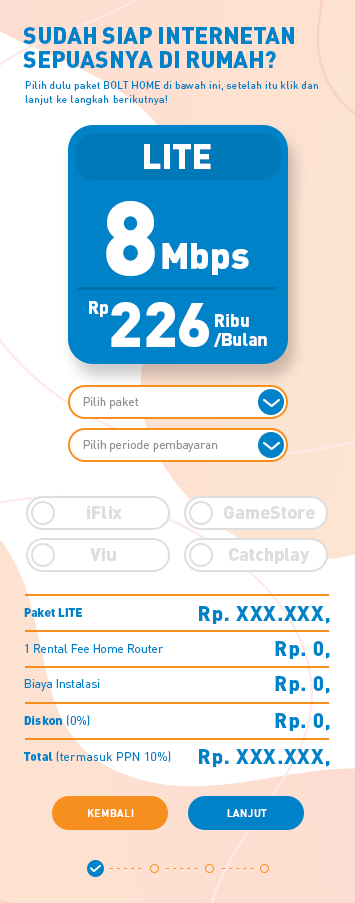 SUDAH SIAP INTERNETAN
SEPUASNYA DI RUMAH?
Pilih dulu paket BOLT HOME di bawah ini, setelah itu klik dan
lanjut ke langkah berikutnya!
LITE
8 Mbps
Rp 226 Ribu
/Bulan
Pilih paket
Pilih periode pembayaran
iFlix GameStore
Viu Catchplay
Paket LITE Rp. XXX.XXX,
1 Rental Fee Home Router Rp. 0,
Biaya Instalasi Rp. 0,
Diskon (0%) Rp. 0,
Total (termasuk PPN 10%) Rp. XXX.XXX,
KEMBALI LANJUT